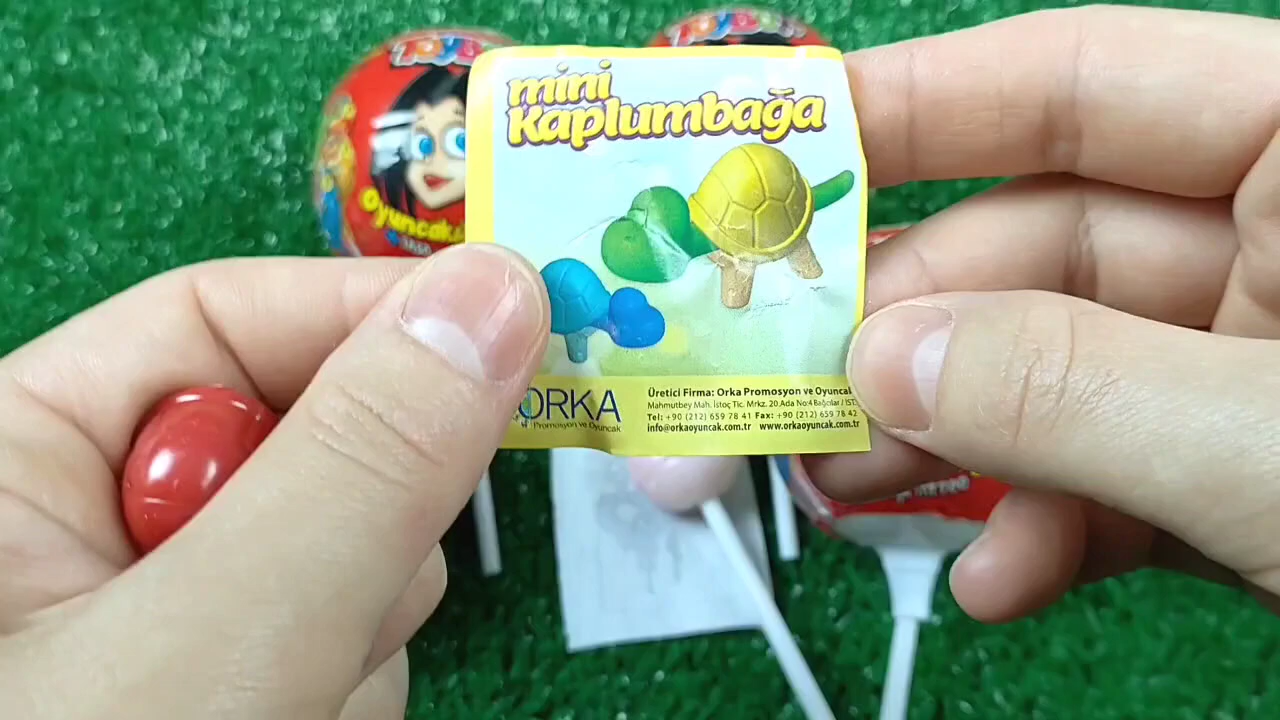 mini
Kaplumbağa
Oyuncak
ORKA
Promosyon ve Oyuncak
Üretici Firma: Orka Promosyon ve Oyuncak
Mahmutbey Mah. İstoç Tic. Mrkz. 20.Ada No:4 Bağcılar / İST.
Tel: +90 (212) 659 78 41 Fax: +90 (212) 659 78 42
info@orkaoyuncak.com.tr www.orkaoyuncak.com.tr